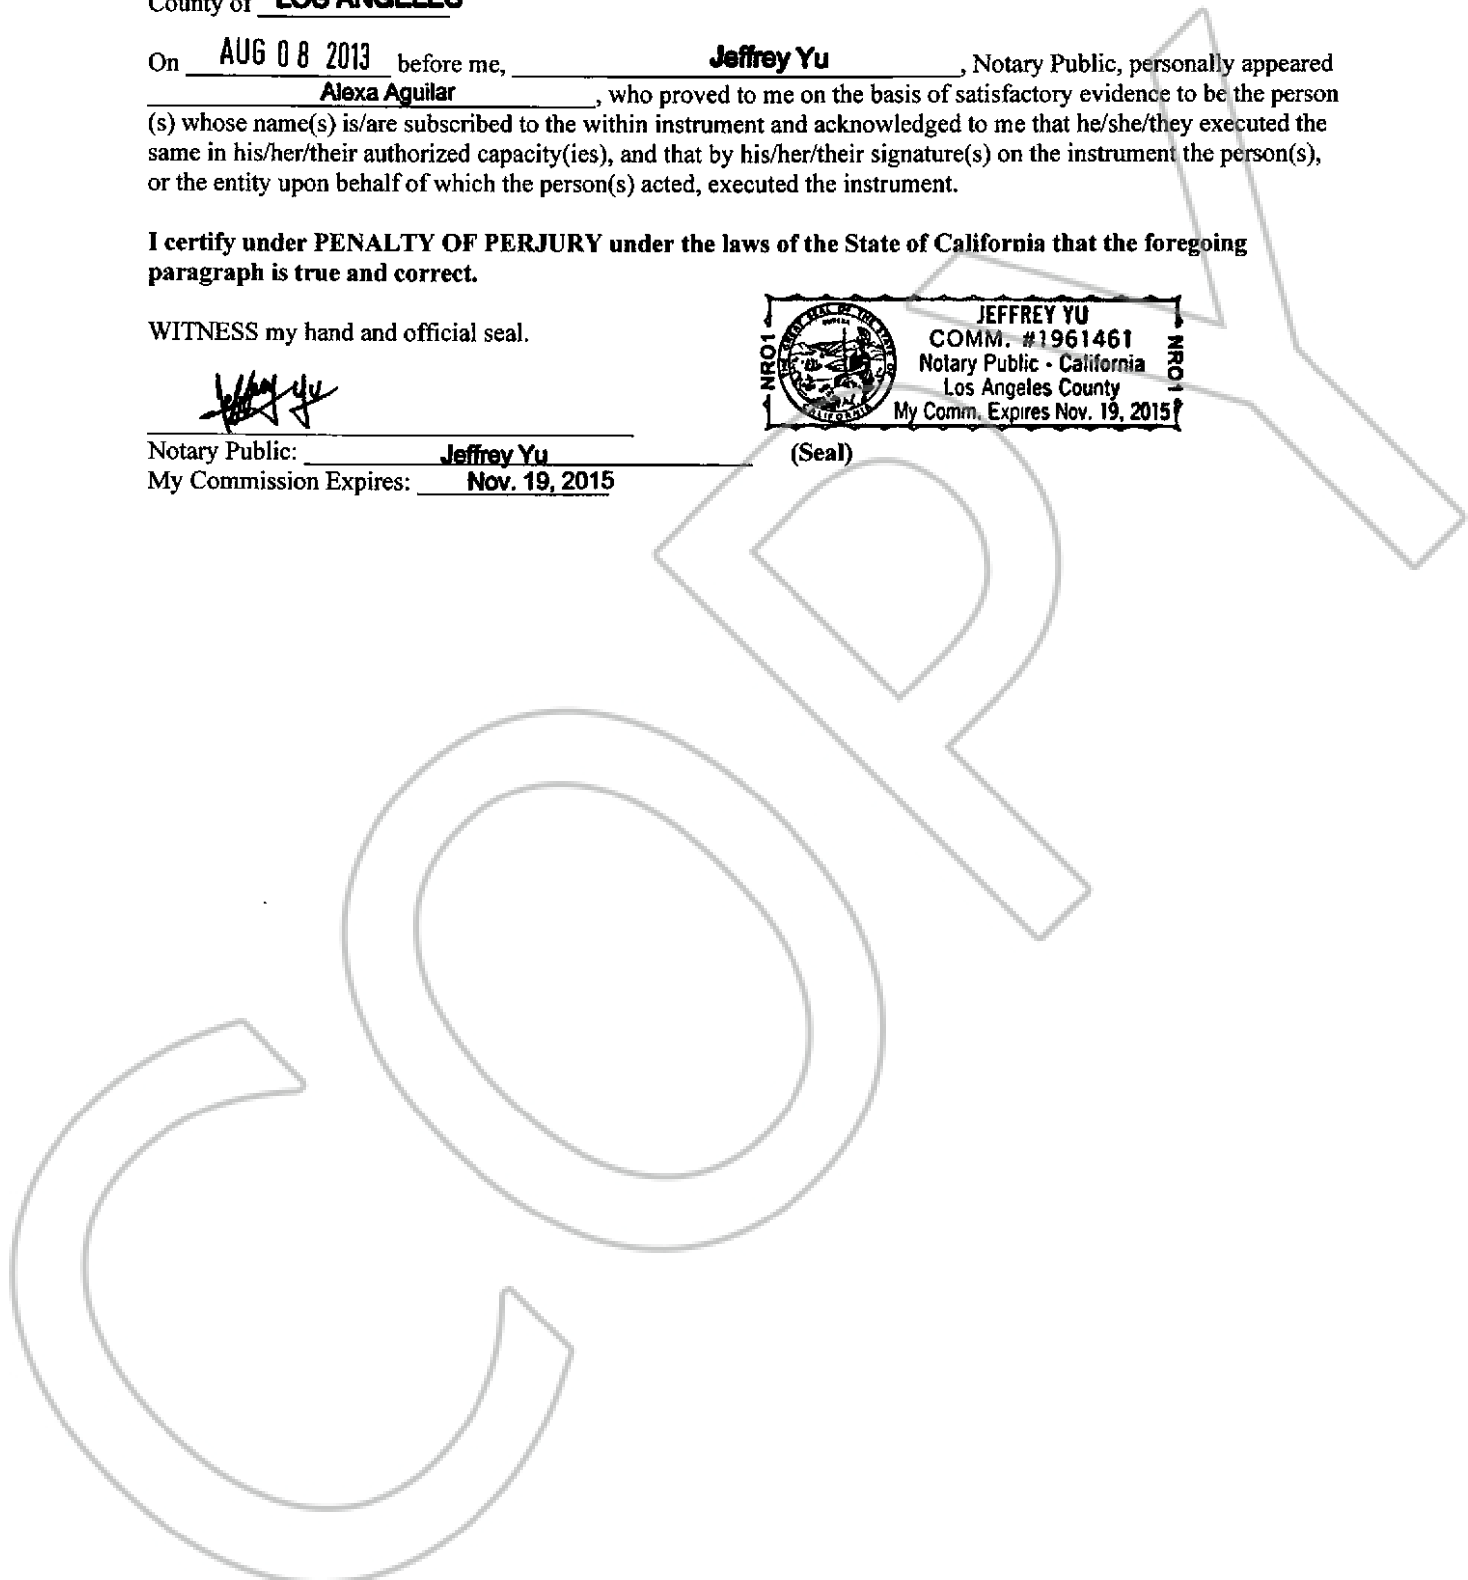 County of LOS ANGELES
On AUG 08 2013 before me, Jeffrey Yu, Notary Public, personally appeared
Alexa Aguilar, who proved to me on the basis of satisfactory evidence to be the person
(s) whose name(s) is/are subscribed to the within instrument and acknowledged to me that he/she/they executed the
same in his/her/their authorized capacity(ies), and that by his/her/their signature(s) on the instrument the person(s),
or the entity upon behalf of which the person(s) acted, executed the instrument.
I certify under PENALTY OF PERJURY under the laws of the State of California that the foregoing
paragraph is true and correct.
WITNESS my hand and official seal.
NRO1
JEFFREY YU
COMM. #1961461
Notary Public - California
Los Angeles County
My Comm. Expires Nov. 19, 2015
NRO1
Jeffrey Yu
Notary Public: Jeffrey Yu
(Seal)
My Commission Expires: Nov. 19, 2015
COPY